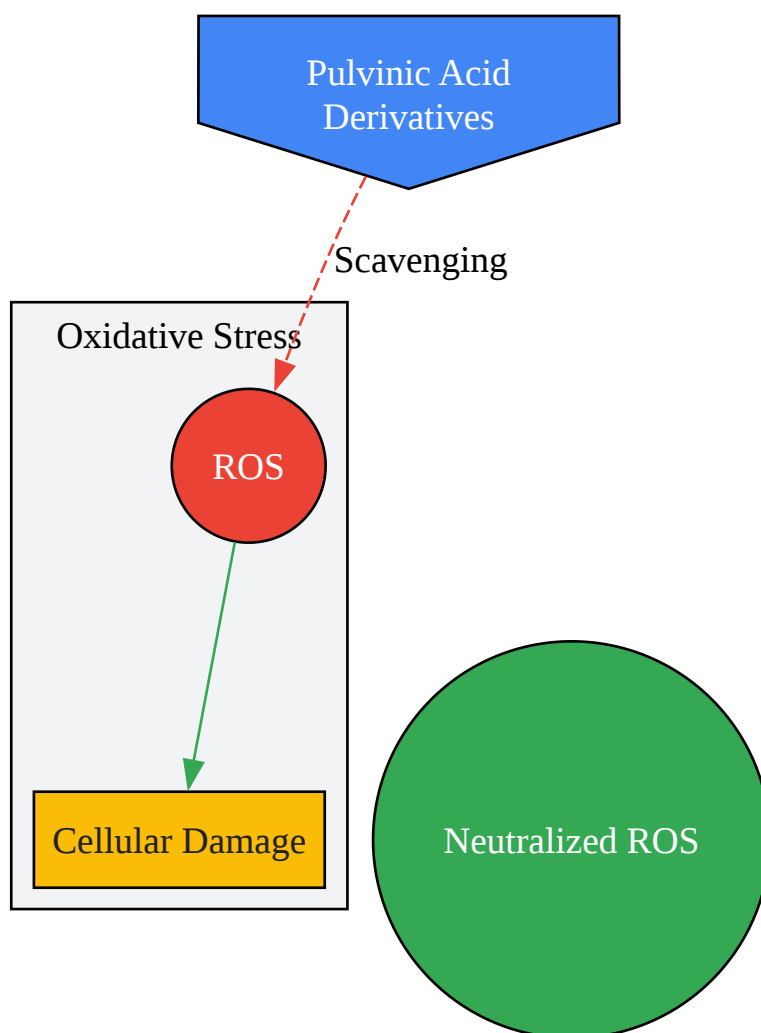 Pulvinic Acid
Derivatives
Scavenging
Oxidative Stress
ROS
Cellular Damage
Neutralized ROS